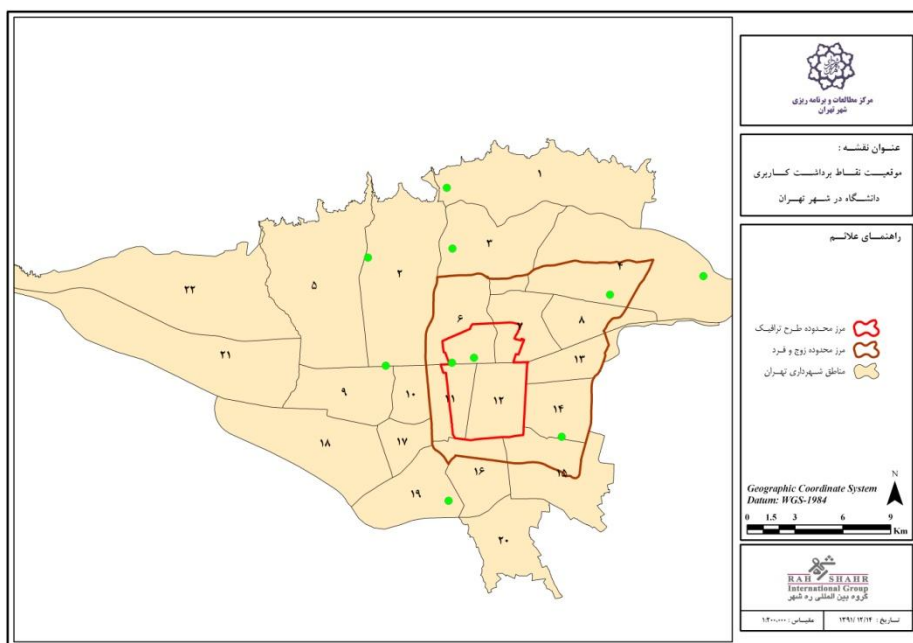 مرکز مطالعات و برنامه ریزی
شهر تهران
عنوان نقشه :
موقعیت نقاط برداشت کاربری
دانشگاه در شهر تهران
راهنمای علائم
مرز محدوده طرح ترافیک
مرز محدوده زوج و فرد
مناطق شهرداری تهران
N
Geographic Coordinate System
Datum: WGS-1984
0 1.5 3 6 9
Km
RAH SHAHR
International Group
گروه بین المللی ره شهر
تاریخ : ۱۳۹۱/۱۲/۱۴
مقیاس : ۱:۲۰۰.۰۰۰
۱
۳
۴
۲
۵
۲۲
۶
۷
۸
۲۱
۱۳
۹
۱۰
۱۱
۱۲
۱۴
۱۸
۱۷
۱۶
۱۵
۱۹
۲۰